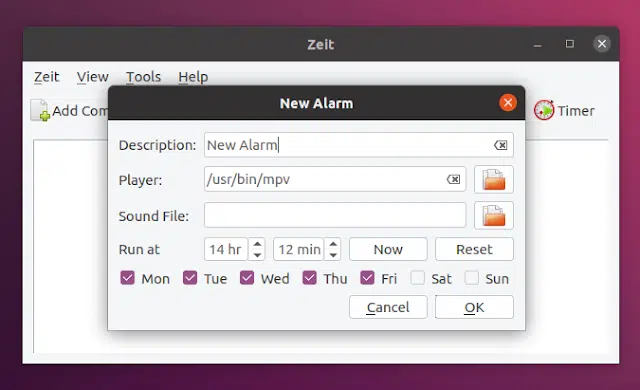 Zeit
Zeit View Tools Help
Add Com
Timer
New Alarm
Description: New Alarm
Player: /usr/bin/mpv
Sound File:
Run at 14 hr 12 min Now Reset
Mon Tue Wed Thu Fri Sat Sun
Cancel OK